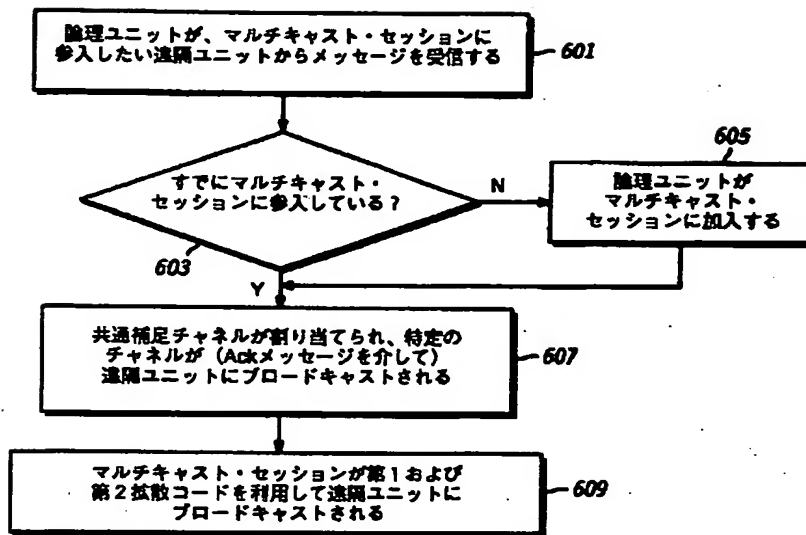 論理ユニットが、マルチキャスト・セッションに
参入したい遠隔ユニットからメッセージを受信する
601
すでにマルチキャスト・
セッションに参入している？
603
N
605
論理ユニットが
マルチキャスト・
セッションに加入する
Y
共通補足チャネルが割り当てられ、特定の
チャネルが（Ackメッセージを介して）
遠隔ユニットにブロードキャストされる
607
マルチキャスト・セッションが第1および
第2拡散コードを利用して遠隔ユニットに
ブロードキャストされる
609